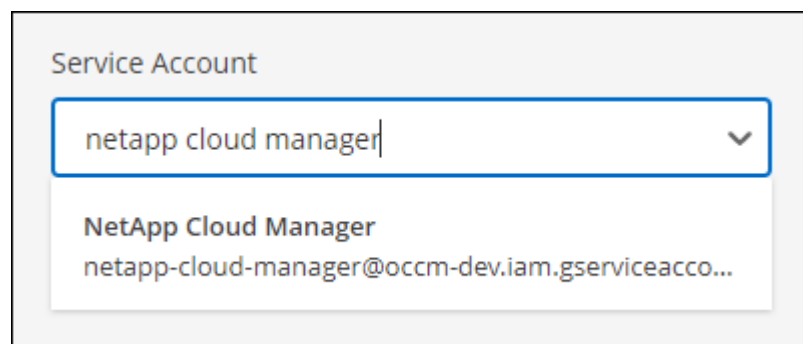 Service Account
netapp cloud manager
NetApp Cloud Manager
netapp-cloud-manager@occm-dev.iam.gserviceacco...